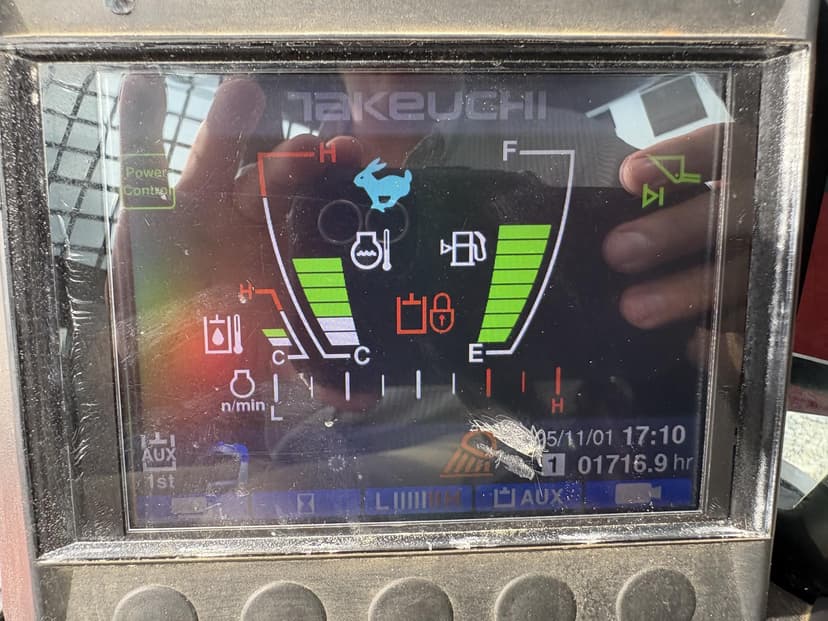 TAKEUCHI
Power
Control
H
F
H
C
C
E
n/min
L
H
AUX
1st
05/11/01 17:10
1 01716.9 hr
L H
AUX